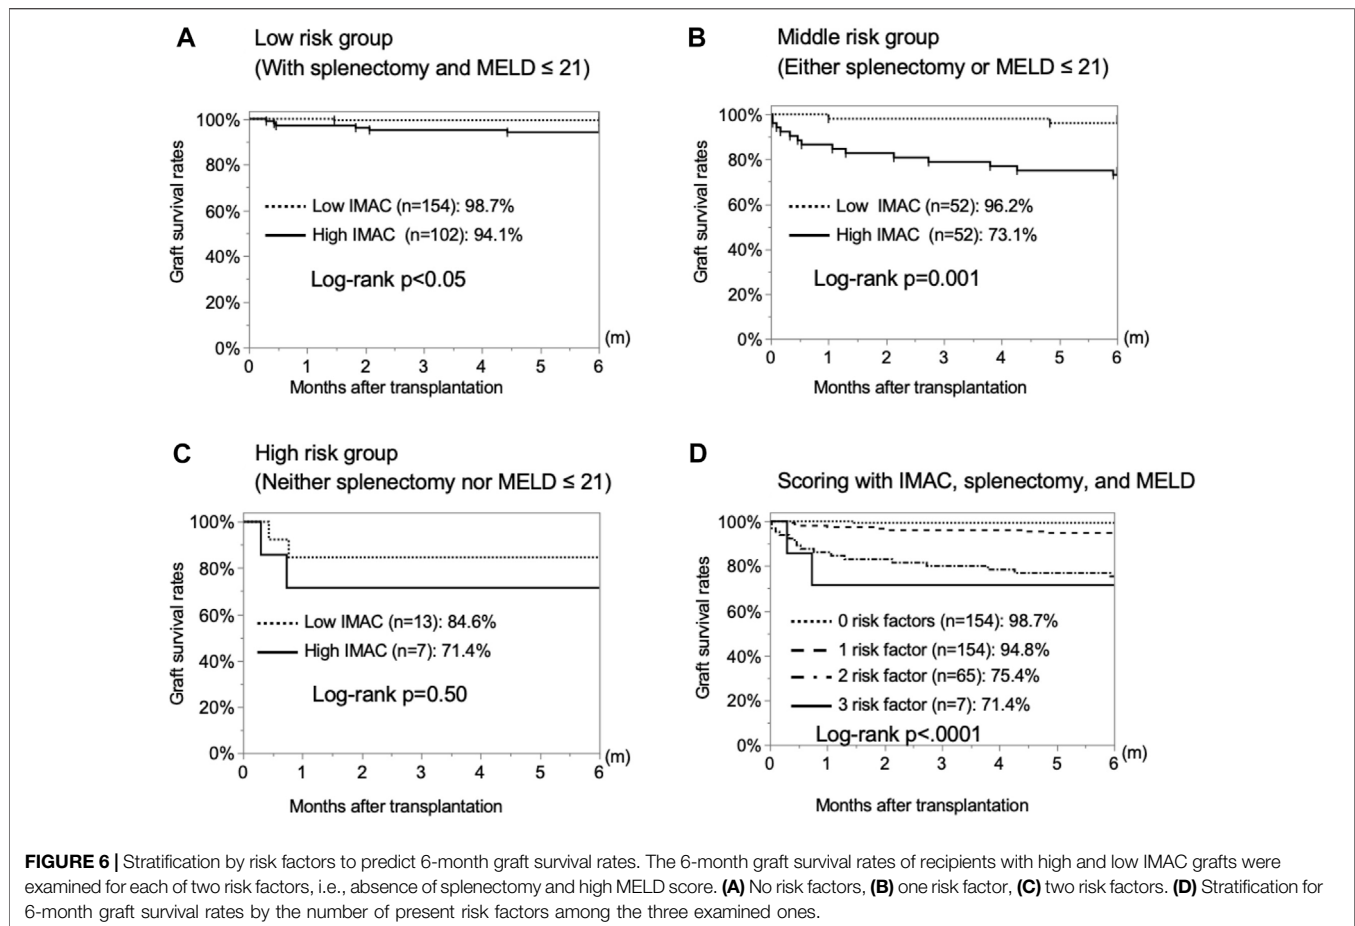 A
Low risk group
(With splenectomy and MELD ≤ 21)
100%
80%
60%
40%
20%
0%
Graft survival rates
Low IMAC (n=154): 98.7%
High IMAC (n=102): 94.1%
Log-rank p<0.05
(m)
0 1 2 3 4 5 6
Months after transplantation
B
Middle risk group
(Either splenectomy or MELD ≤ 21)
100%
80%
60%
40%
20%
0%
Graft survival rates
Low IMAC (n=52): 96.2%
High IMAC (n=52): 73.1%
Log-rank p=0.001
(m)
0 1 2 3 4 5 6
Months after transplantation
C
High risk group
(Neither splenectomy nor MELD ≤ 21)
100%
80%
60%
40%
20%
0%
Graft survival rates
Low IMAC (n=13): 84.6%
High IMAC (n=7): 71.4%
Log-rank p=0.50
(m)
0 1 2 3 4 5 6
Months after transplantation
D
Scoring with IMAC, splenectomy, and MELD
100%
80%
60%
40%
20%
0%
Graft survival rates
0 risk factors (n=154): 98.7%
1 risk factor (n=154): 94.8%
2 risk factor (n=65): 75.4%
3 risk factor (n=7): 71.4%
Log-rank p<.0001
(m)
0 1 2 3 4 5 6
Months after transplantation
FIGURE 6 | Stratification by risk factors to predict 6-month graft survival rates. The 6-month graft survival rates of recipients with high and low IMAC grafts were
examined for each of two risk factors, i.e., absence of splenectomy and high MELD score. (A) No risk factors, (B) one risk factor, (C) two risk factors. (D) Stratification for
6-month graft survival rates by the number of present risk factors among the three examined ones.